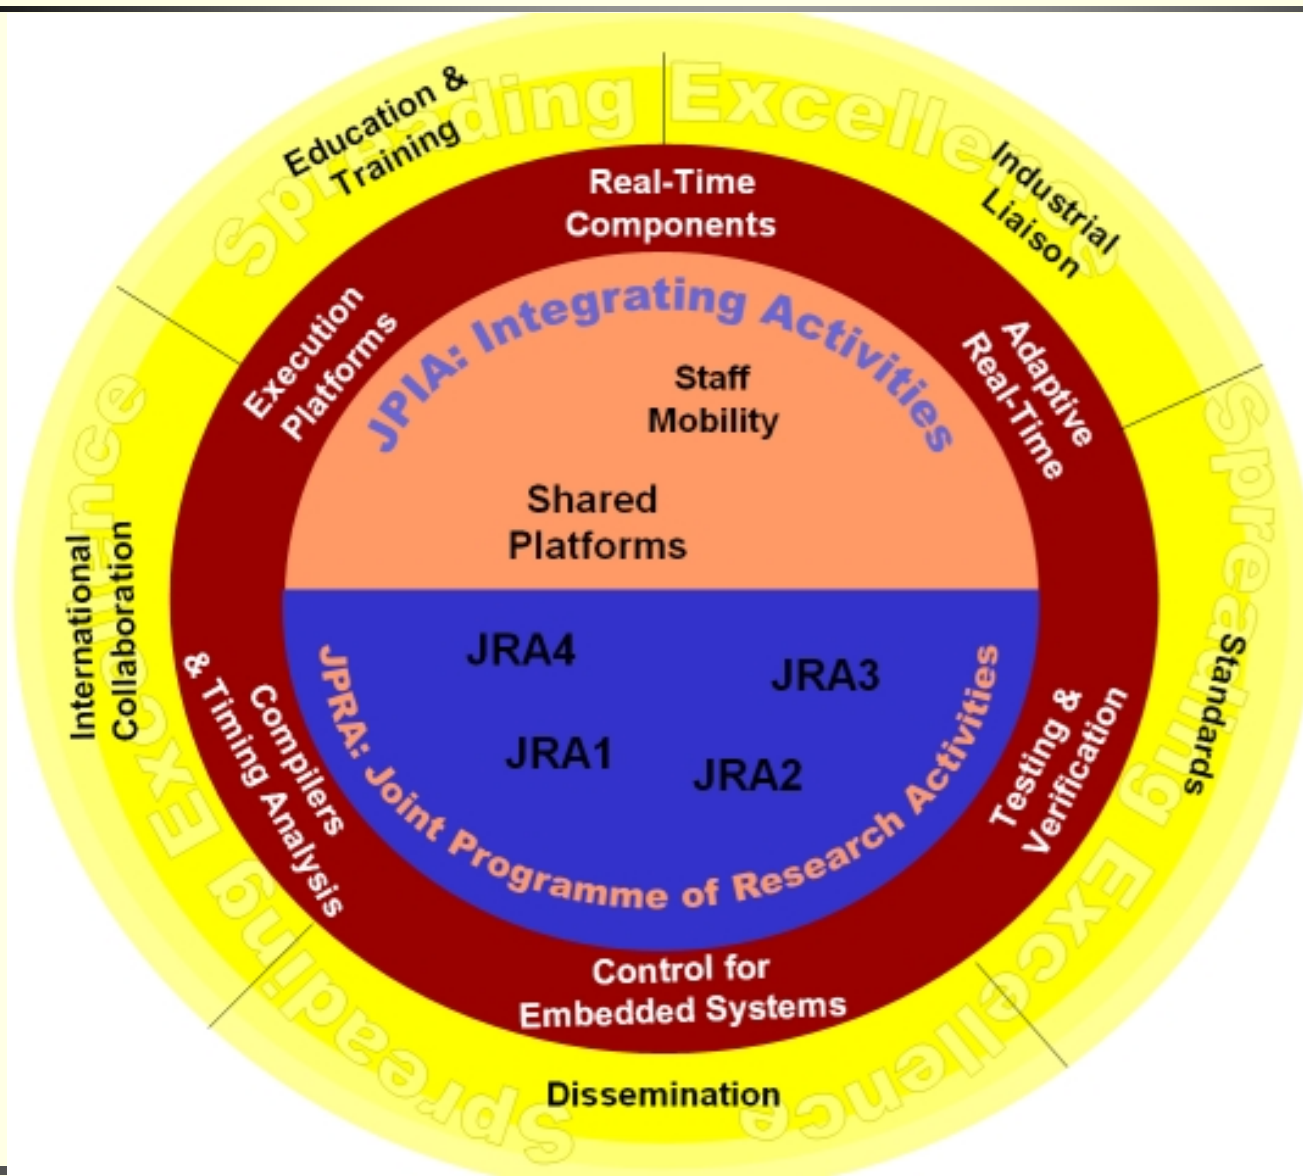 Spreading Excellence
Education &
Training
Industrial
Liaison
Real-Time
Components
Execution
Platforms
Adaptive
Real-Time
JPIA: Integrating Activities
Staff
Mobility
Shared
Platforms
International
Collaboration
Spreading Excellence
Standards
Spreading Excellence
JRA4
JRA3
JRA1
JRA2
JPRA: Joint Programme of Research Activities
Compilers
& Timing Analysis
Testing &
Verification
Control for
Embedded Systems
Dissemination